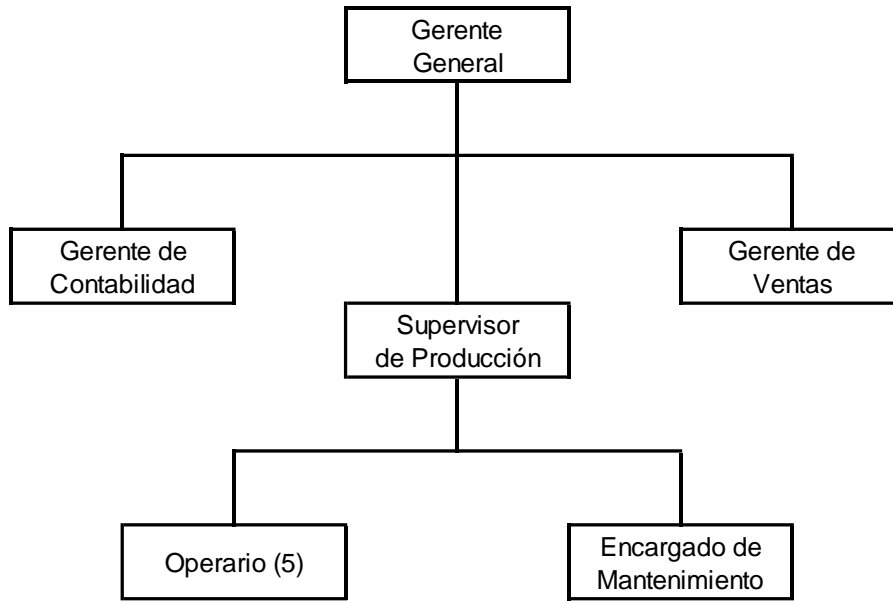 Gerente
General
Gerente de
Contabilidad
Gerente de
Ventas
Supervisor
de Producción
Operario (5)
Encargado de
Mantenimiento